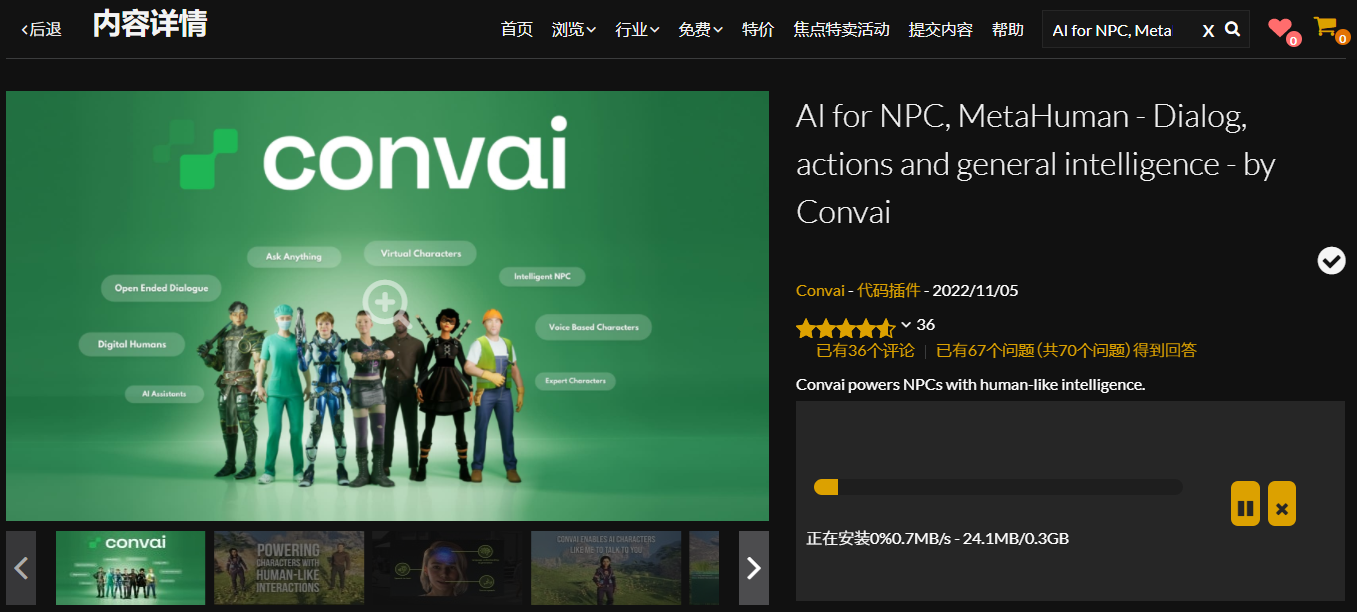 <后退
内容详情
首页 浏览 行业 免费 特价 焦点特卖活动 提交内容 帮助
AI for NPC, Meta X
0
0
convai
Ask Anything
Virtual Characters
Intelligent NPC
Open Ended Dialogue
Voice Based Characters
Digital Humans
Expert Characters
AI Assistants
AI for NPC, MetaHuman - Dialog,
actions and general intelligence - by
Convai
Convai - 代码插件 - 2022/11/05
36
已有36个评论 | 已有67个问题 (共70个问题) 得到回答
Convai powers NPCs with human-like intelligence.
正在安装0%0.7MB/s - 24.1MB/0.3GB
convai
POWERING
CHARACTERS WITH
HUMAN-LIKE
INTERACTIONS
CONVAI ENABLES AI CHARACTERS
LIKE ME TO TALK TO YOU